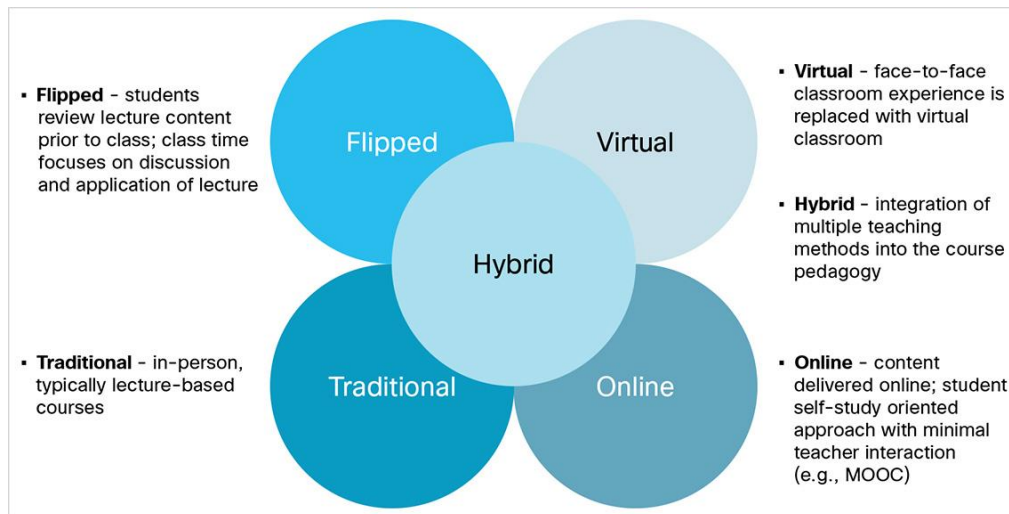 ▪ Flipped - students
review lecture content
prior to class; class time
focuses on discussion
and application of lecture
▪ Traditional - in-person,
typically lecture-based
courses
Flipped
Virtual
Hybrid
Traditional
Online
▪ Virtual - face-to-face
classroom experience is
replaced with virtual
classroom
▪ Hybrid - integration of
multiple teaching
methods into the course
pedagogy
▪ Online - content
delivered online; student
self-study oriented
approach with minimal
teacher interaction
(e.g., MOOC)